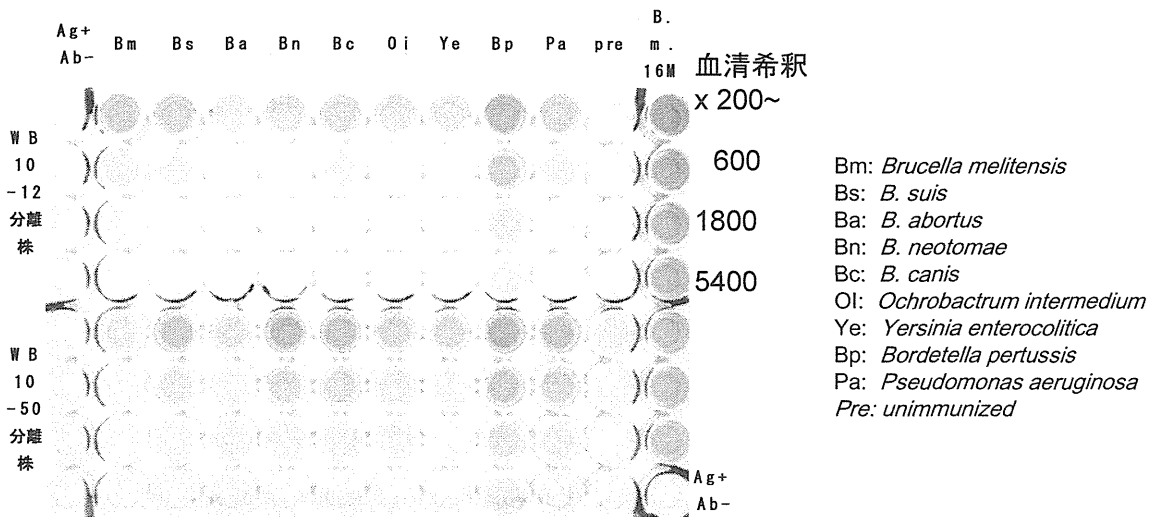 Ag+
Ab-
Bm Bs Ba Bn Bc Oi Ye Bp Pa pre
B.
m.
16M
血清希釈
x 200~
600
1800
5400
WB
10
-12
分離
株
WB
10
-50
分離
株
Ag+
Ab-
Bm: Brucella melitensis
Bs: B. suis
Ba: B. abortus
Bn: B. neotomae
Bc: B. canis
OI: Ochrobactrum intermedium
Ye: Yersinia enterocolitica
Bp: Bordetella pertussis
Pa: Pseudomonas aeruginosa
Pre: unimmunized